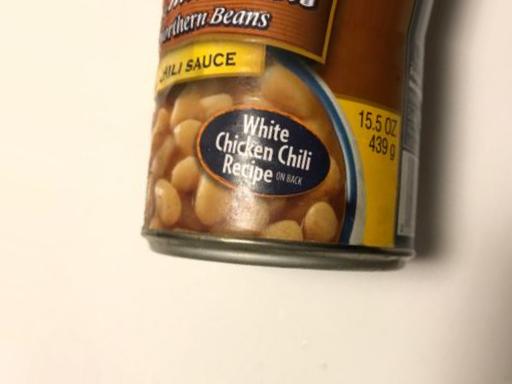 Northern Beans
CHILI SAUCE
White
Chicken Chili
Recipe ON BACK
15.5 OZ
439 g